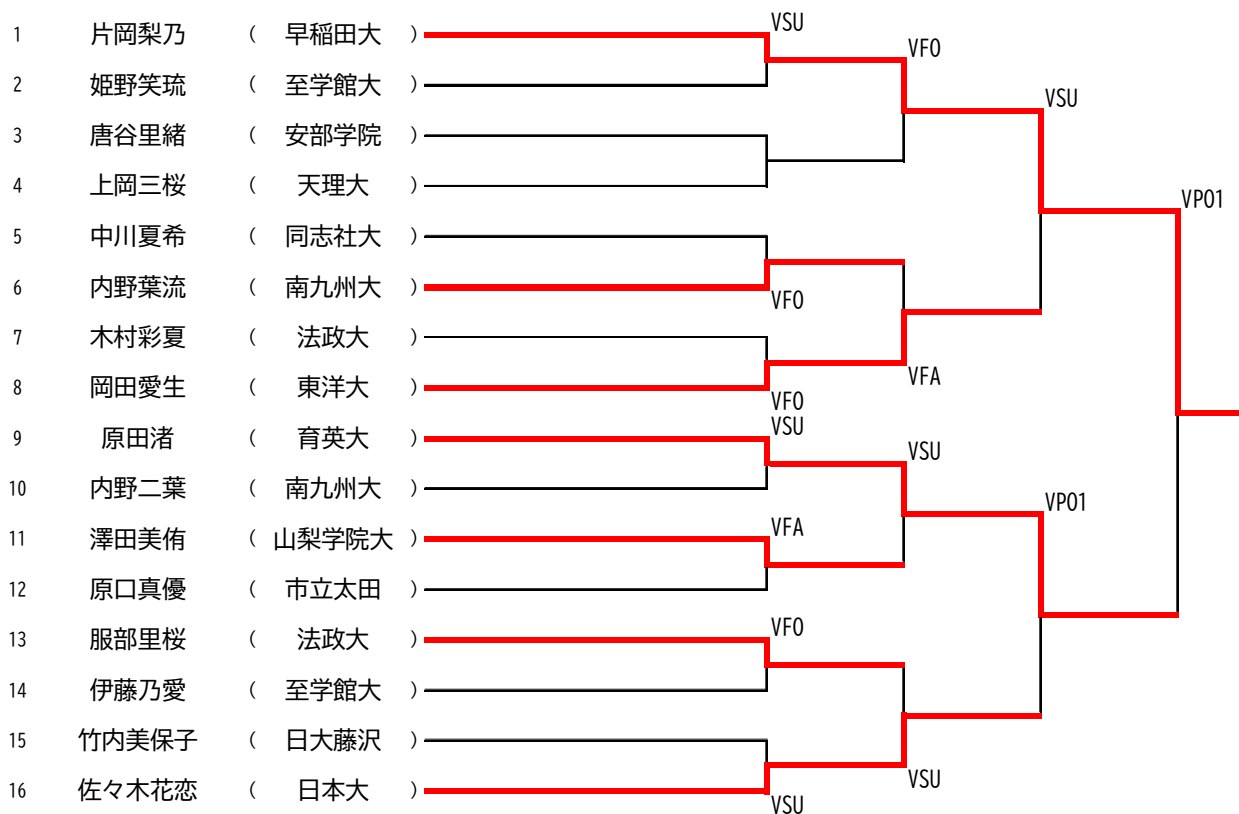 1 片岡梨乃 ( 早稲田大 ) VSU
2 姫野笑琉 ( 至学館大 ) VFO
3 唐谷里緒 ( 安部学院 ) VSU
4 上岡三桜 ( 天理大 ) VPO1
5 中川夏希 ( 同志社大 )
6 内野葉流 ( 南九州大 ) VFO
7 木村彩夏 ( 法政大 )
8 岡田愛生 ( 東洋大 ) VFO VFA
9 原田渚 ( 育英大 ) VSU VSU
10 内野二葉 ( 南九州大 ) VPO1
11 澤田美侑 ( 山梨学院大 ) VFA
12 原口真優 ( 市立太田 )
13 服部里桜 ( 法政大 ) VFO
14 伊藤乃愛 ( 至学館大 )
15 竹内美保子 ( 日大藤沢 )
16 佐々木花恋 ( 日本大 ) VSU VSU